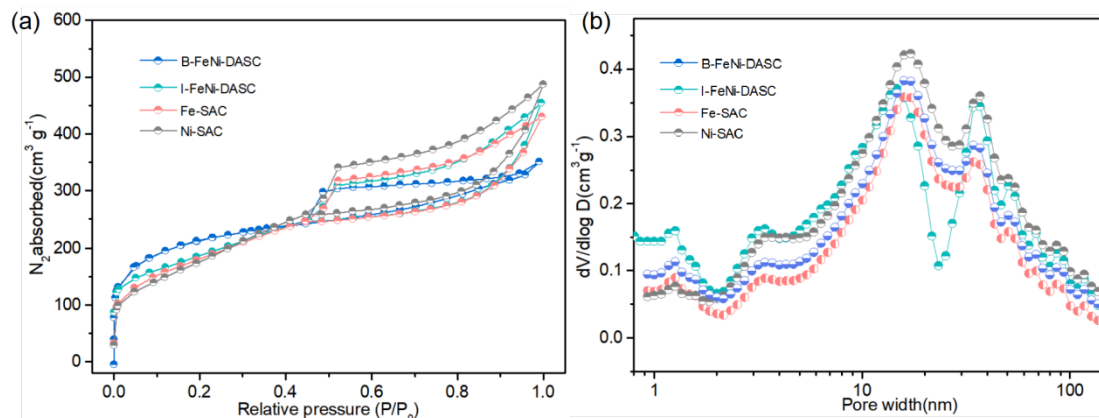 (a)
600
500
400
300
200
100
0
N2absorbed(cm3 g-1)
B-FeNi-DASC
I-FeNi-DASC
Fe-SAC
Ni-SAC
0.0 0.2 0.4 0.6 0.8 1.0
Relative pressure (P/P0)
(b)
0.4
0.3
0.2
0.1
0.0
dV/dlog D(cm3g-1)
B-FeNi-DASC
I-FeNi-DASC
Fe-SAC
Ni-SAC
1 10 100
Pore width(nm)